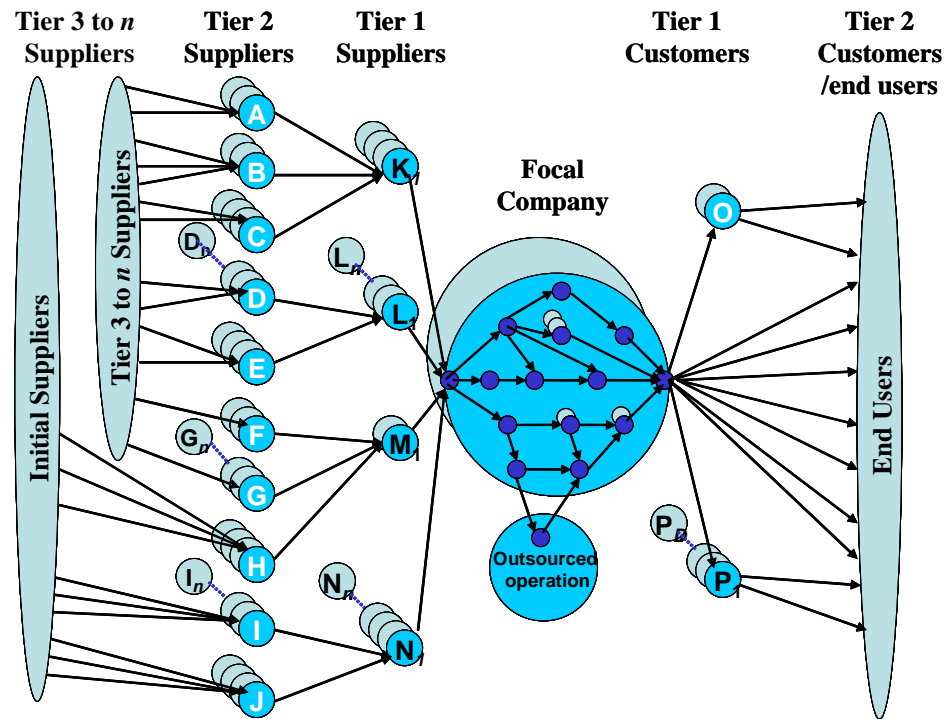 Tier 3 to n
Suppliers
Tier 2
Suppliers
Tier 1
Suppliers
Focal
Company
Tier 1
Customers
Tier 2
Customers
/end users
Initial Suppliers
Tier 3 to n Suppliers
A
B
C
Dn
D
E
F
Gn
G
H
In
I
J
K1
Ln
L1
M1
Nn
N1
Outsourced
operation
O
Pn
P1
End Users